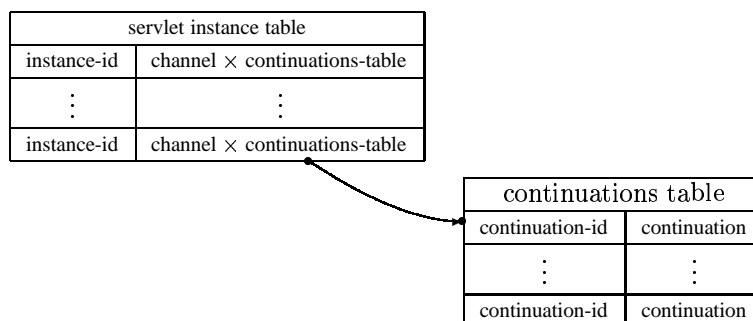 servlet instance table
instance-id channel × continuations-table
⋮ ⋮
instance-id channel × continuations-table
continuations table
continuation-id continuation
⋮ ⋮
continuation-id continuation